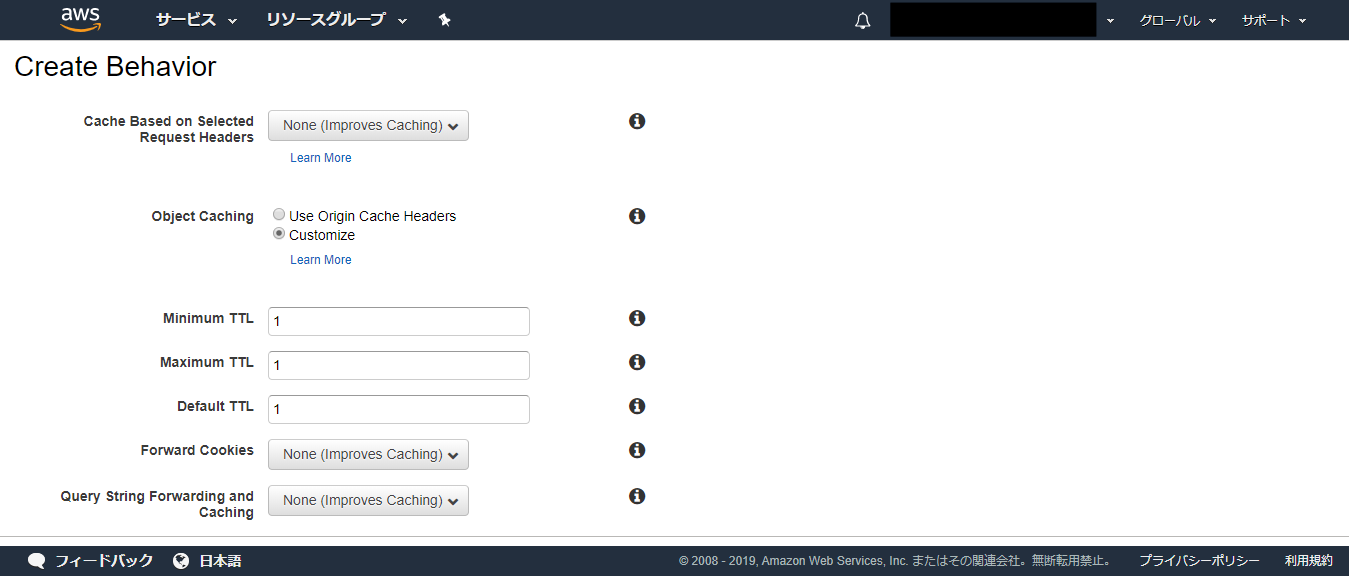 aws サービス リソースグループ グローバル サポート
Create Behavior
Cache Based on Selected
Request Headers
None (Improves Caching)
Learn More
Object Caching
Use Origin Cache Headers
Customize
Learn More
Minimum TTL 1
Maximum TTL 1
Default TTL 1
Forward Cookies None (Improves Caching)
Query String Forwarding and
Caching
None (Improves Caching)
フィードバック 日本語 © 2008 - 2019, Amazon Web Services, Inc. またはその関連会社。無断転用禁止。 プライバシーポリシー 利用規約